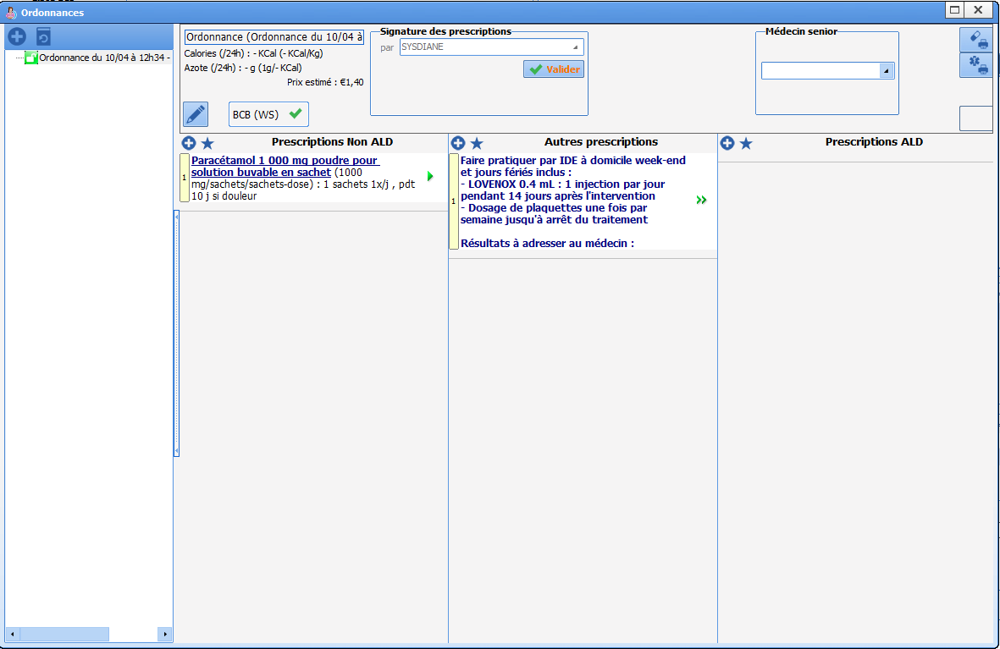 Ordonnances
Ordonnance du 10/04 à 12h34 -
Ordonnance (Ordonnance du 10/04 à
Calories (/24h) : - KCal (- KCal/Kg)
Azote (/24h) : - g (1g/- KCal)
Prix estimé : €1,40
BCB (WS)
Signature des prescriptions
par SYSDIANE
Valider
Médecin senior
Prescriptions Non ALD
1
Paracétamol 1 000 mg poudre pour
solution buvable en sachet (1000
mg/sachets/sachets-dose) : 1 sachets 1x/j , pdt
10 j si douleur
Autres prescriptions
1
Faire pratiquer par IDE à domicile week-end
et jours fériés inclus :
- LOVENOX 0.4 mL : 1 injection par jour
pendant 14 jours après l'intervention
- Dosage de plaquettes une fois par
semaine jusqu'à arrêt du traitement
Résultats à adresser au médecin :
Prescriptions ALD